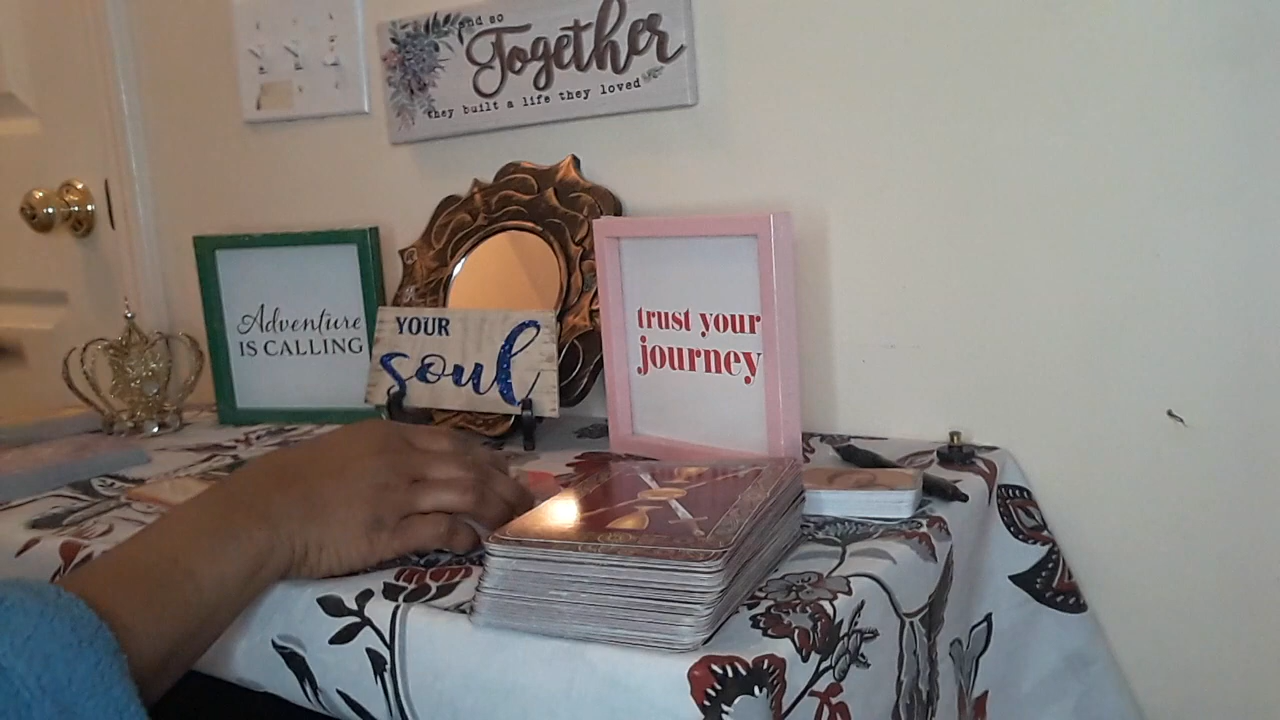 and so
Together
they built a life they loved
Adventure
IS CALLING
YOUR
soul
trust your
journey